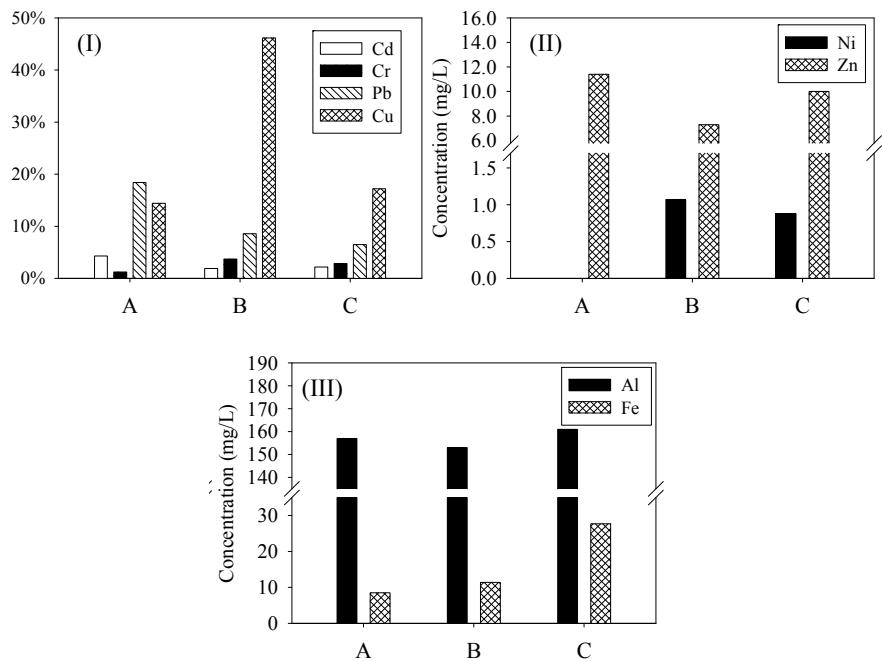 (I)
50%
40%
30%
20%
10%
0%
Cd
Cr
Pb
Cu
A B C
(II)
Concentration (mg/L)
16.0
14.0
12.0
10.0
8.0
6.0
1.5
1.0
0.5
0.0
Ni
Zn
A B C
(III)
Concentration (mg/L)
190
180
170
160
150
140
30
20
10
0
Al
Fe
A B C